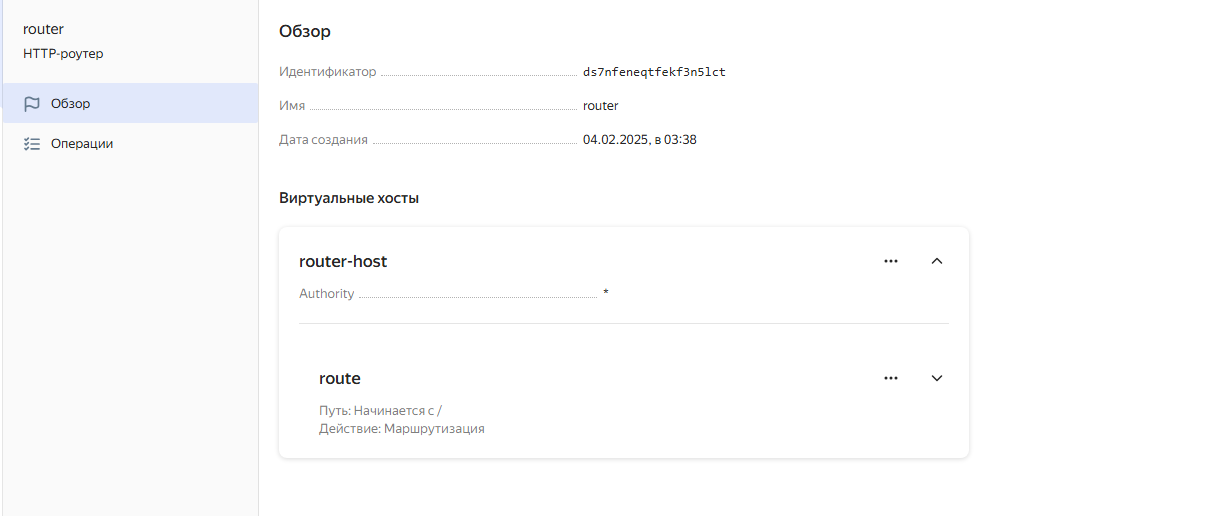 router
HTTP-роутер
Обзор
Операции
Обзор
Идентификатор ds7nfeneqtfekf3n5lct
Имя router
Дата создания 04.02.2025, в 03:38
Виртуальные хосты
router-host
Authority *
route
Путь: Начинается с /
Действие: Маршрутизация